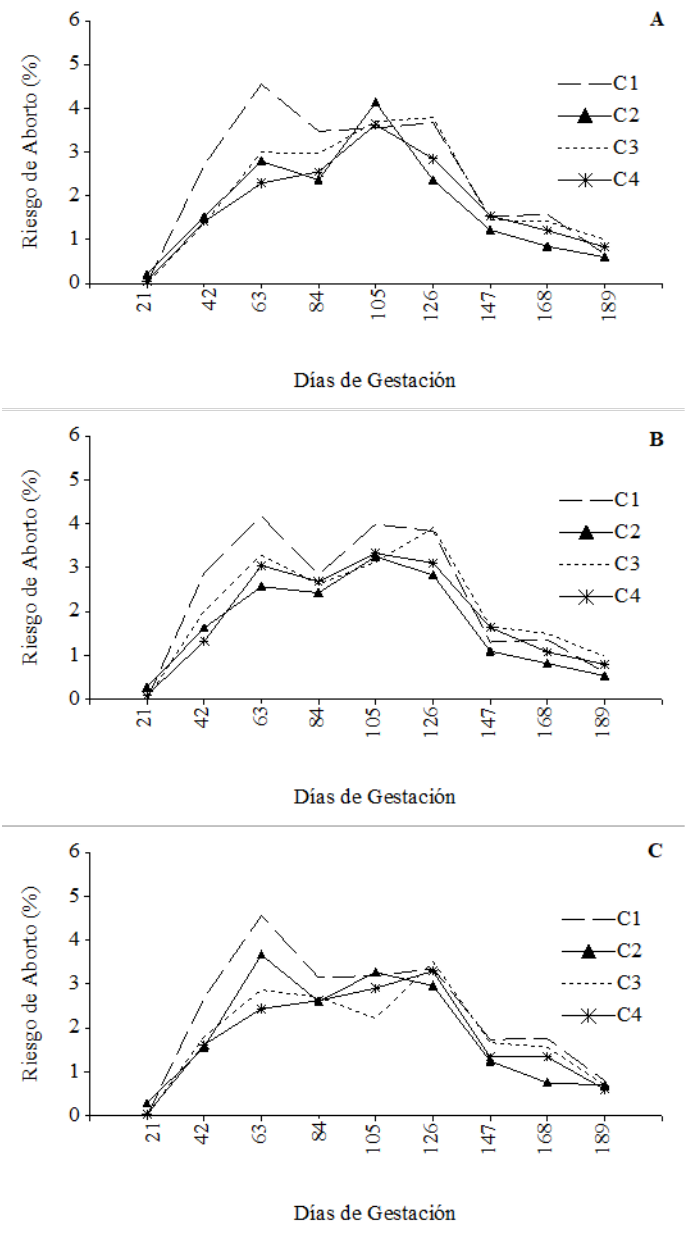 A
Riesgo de Aborto (%)
6
5
4
3
2
1
0
C1
C2
C3
C4
21 42 63 84 105 126 147 168 189
Días de Gestación
B
Riesgo de Aborto (%)
6
5
4
3
2
1
0
C1
C2
C3
C4
21 42 63 84 105 126 147 168 189
Días de Gestación
C
Riesgo de Aborto (%)
6
5
4
3
2
1
0
C1
C2
C3
C4
21 42 63 84 105 126 147 168 189
Días de Gestación